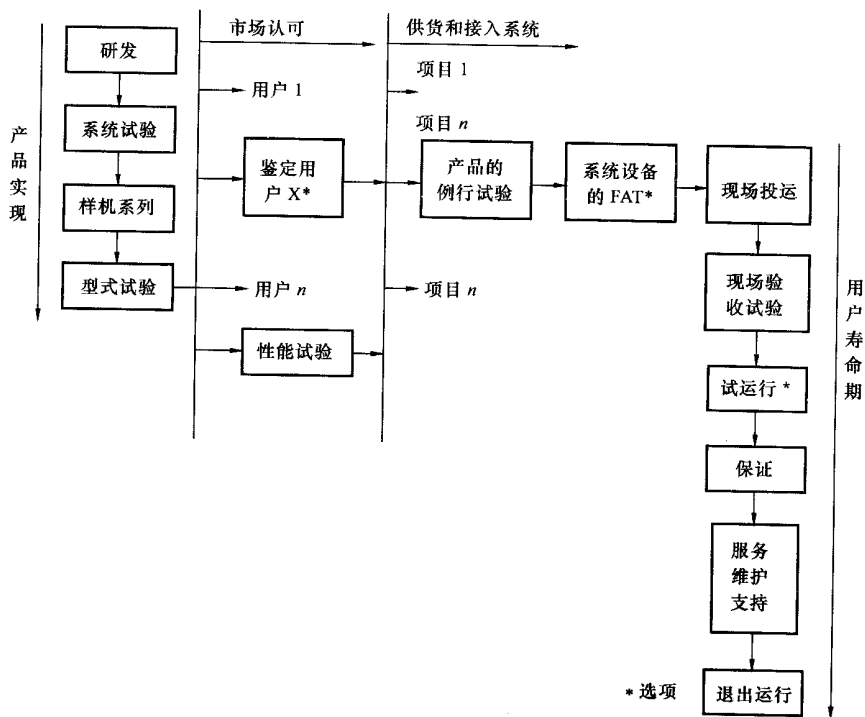 市场认可
供货和接入系统
研发
项目 1
用户 1
项目 n
系统试验
产品实现
鉴定用
户 X*
产品的
例行试验
系统设备
的 FAT*
现场投运
样机系列
型式试验
用户 n
项目 n
现场验
收试验
用户寿命期
性能试验
试运行 *
保证
服务
维护
支持
* 选项
退出运行